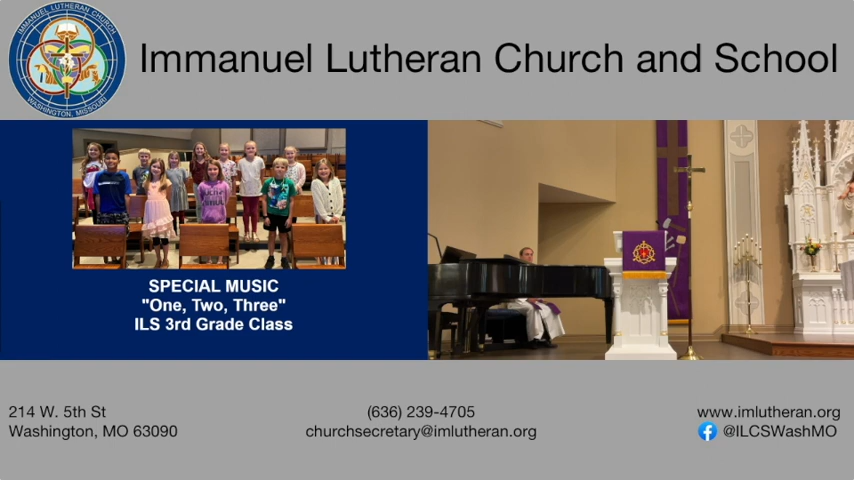 IMMANUEL LUTHERAN CHURCH
WASHINGTON, MISSOURI
Immanuel Lutheran Church and School
SPECIAL MUSIC
"One, Two, Three"
ILS 3rd Grade Class
214 W. 5th St
Washington, MO 63090
(636) 239-4705
churchsecretary@imlutheran.org
www.imlutheran.org
@ILCSWashMO